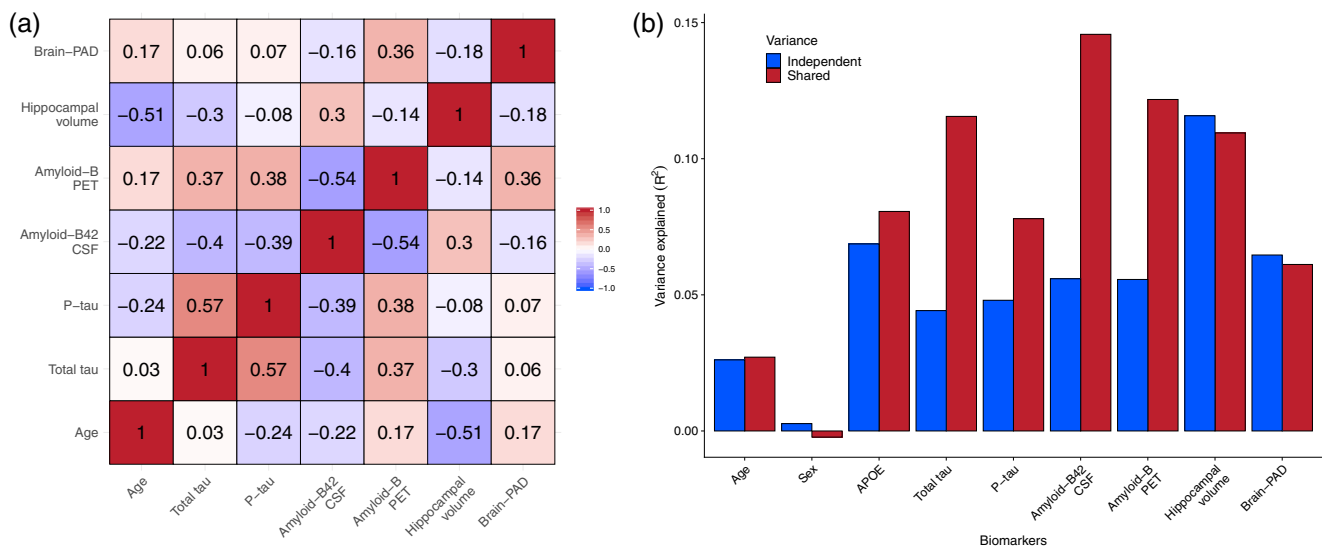 (a)
Brain−PAD
0.17 0.06 0.07 −0.16 0.36 −0.18 1
Hippocampal
volume
−0.51 −0.3 −0.08 0.3 −0.14 1 −0.18
Amyloid−B
PET
0.17 0.37 0.38 −0.54 1 −0.14 0.36
Amyloid−B42
CSF
−0.22 −0.4 −0.39 1 −0.54 0.3 −0.16
P−tau
−0.24 0.57 1 −0.39 0.38 −0.08 0.07
Total tau
0.03 1 0.57 −0.4 0.37 −0.3 0.06
Age
1 0.03 −0.24 −0.22 0.17 −0.51 0.17
Age
Total tau
P−tau
Amyloid−B42
CSF
Amyloid−B
PET
Hippocampal
volume
Brain−PAD
1.0
0.5
0.0
−0.5
−1.0
(b)
Variance explained (R²)
0.15
0.10
0.05
0.00
Variance
Independent
Shared
Age
Sex
APOE
Total tau
P−tau
Amyloid−B42
CSF
Amyloid−B
PET
Hippocampal
volume
Brain−PAD
Biomarkers